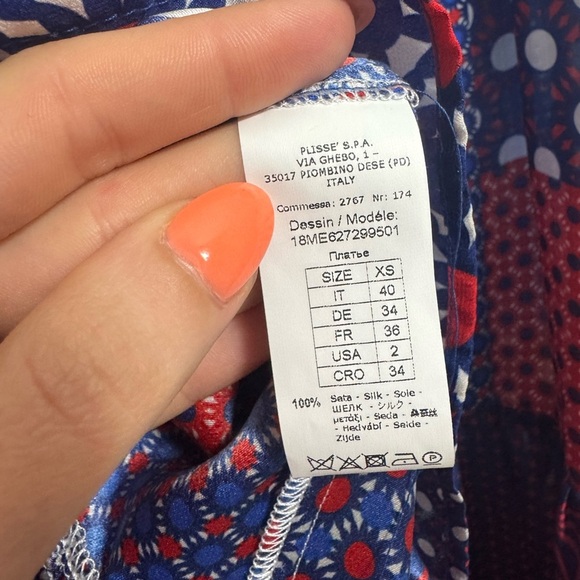 PLISSE' S.P.A.
VIA GHEBO, 1 -
35017 PIOMBINO DESE (PD)
ITALY
Commessa: 2767 Nr: 174
Dessin / Modéle:
18ME627299501
Платье
SIZE XS
IT 40
DE 34
FR 36
USA 2
CRO 34
100% Seta - Silk - Soie -
ШЕЛК - シルク -
μετάξι - Seda -
- Hedvábí - Seide -
Zijde
P